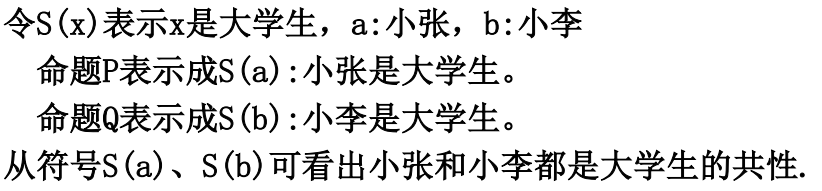 令S(x)表示x是大学生，a:小张，b:小李
命题P表示成S(a):小张是大学生。
命题Q表示成S(b):小李是大学生。
从符号S(a)、S(b)可看出小张和小李都是大学生的共性.